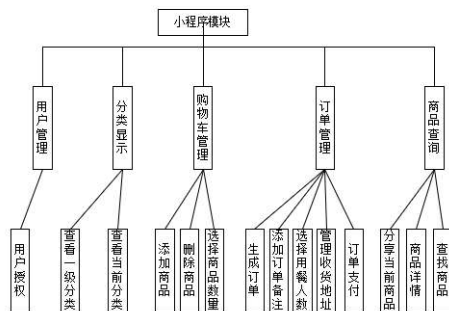 小程序模块
用户管理
分类显示
购物车管理
订单管理
商品查询
用户授权
查看一级分类
查看当前分类
添加商品
删除商品
选择商品数量
生成订单
添加订单备注
选择用餐人数
管理收货地址
订单支付
分享当前商品
商品详情
查找商品